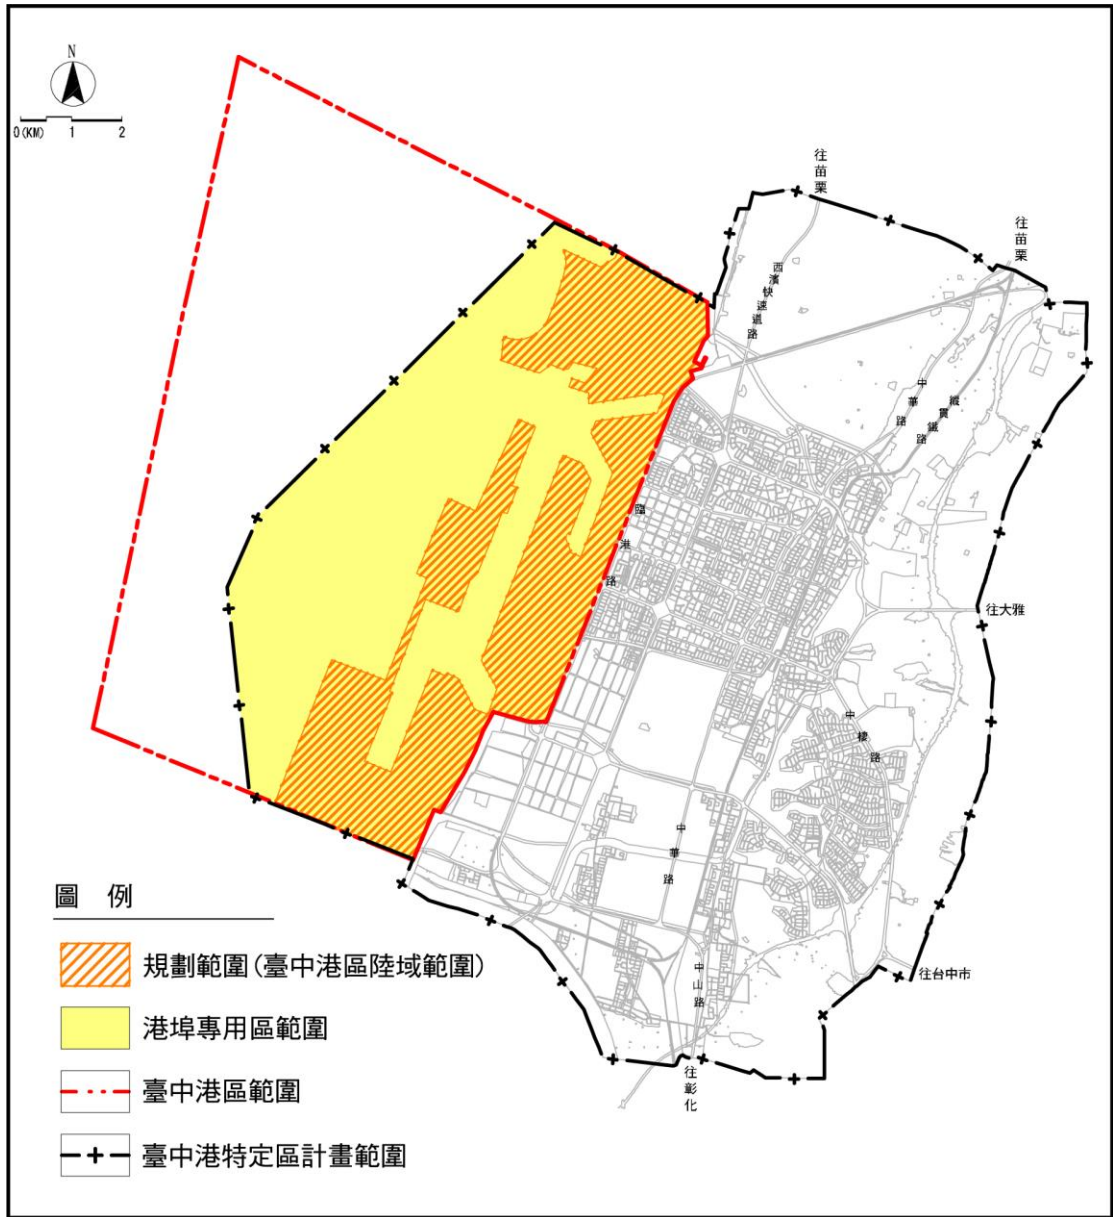 N
0(KM) 1 2
往苗栗
往苗栗
西濱快速道路
中華路
縱貫鐵路
臨港路
往大雅
中棲路
中華路
往台中市
中山路
往彰化
圖 例
規劃範圍(臺中港區陸域範圍)
港埠專用區範圍
臺中港區範圍
臺中港特定區計畫範圍